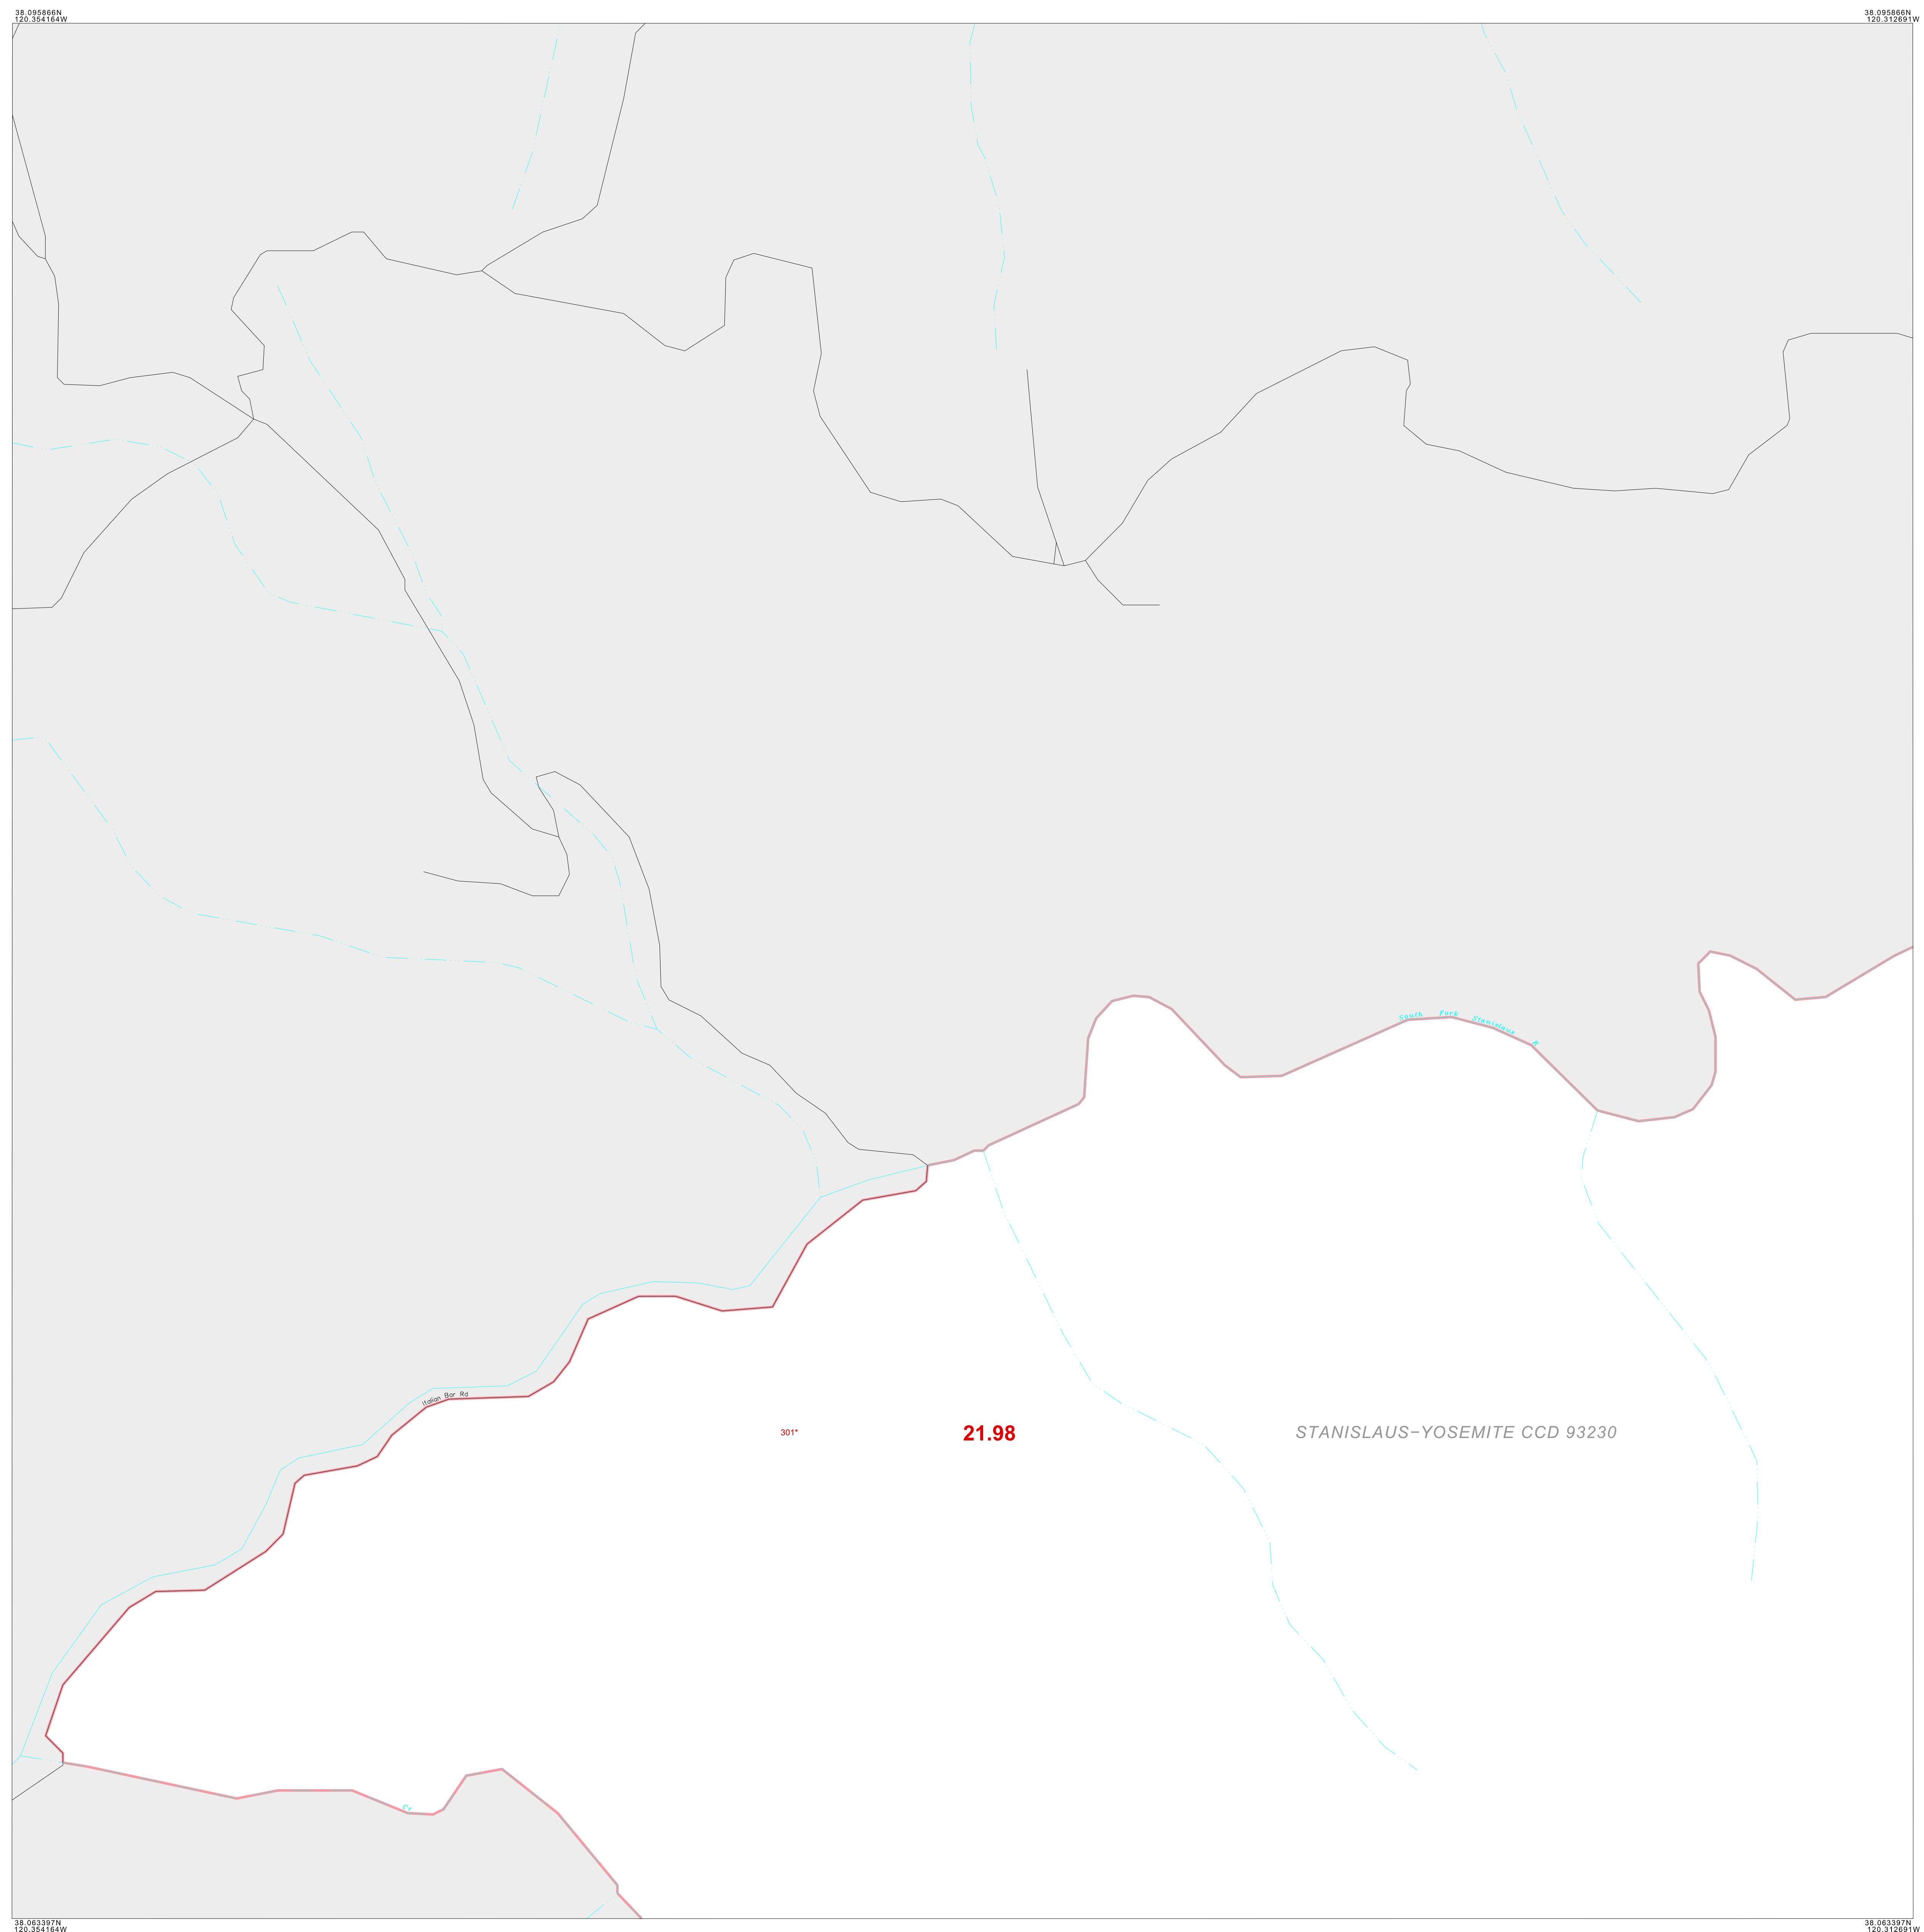 38.095866N
120.354164W
38.095866N
120.312691W
South Fork Stanislaus R
Italian Bar Rd
301*
21.98
STANISLAUS-YOSEMITE CCD 93230
Cr
38.063397N
120.354164W
38.063397N
120.312691W